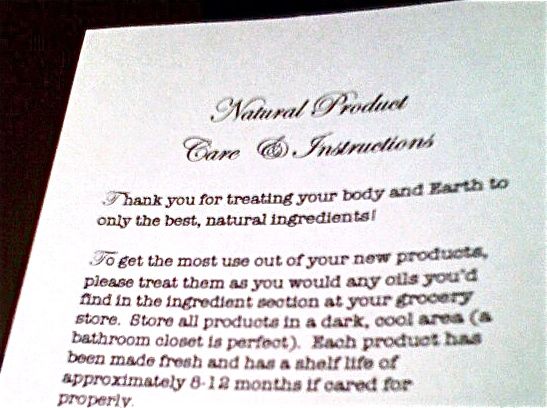 Natural Product
Care & Instructions
Thank you for treating your body and Earth to
only the best, natural ingredients!
To get the most use out of your new products,
please treat them as you would any oils you'd
find in the ingredient section at your grocery
store. Store all products in a dark, cool area (a
bathroom closet is perfect). Each product has
been made fresh and has a shelf life of
approximately 8-12 months if cared for
properly.